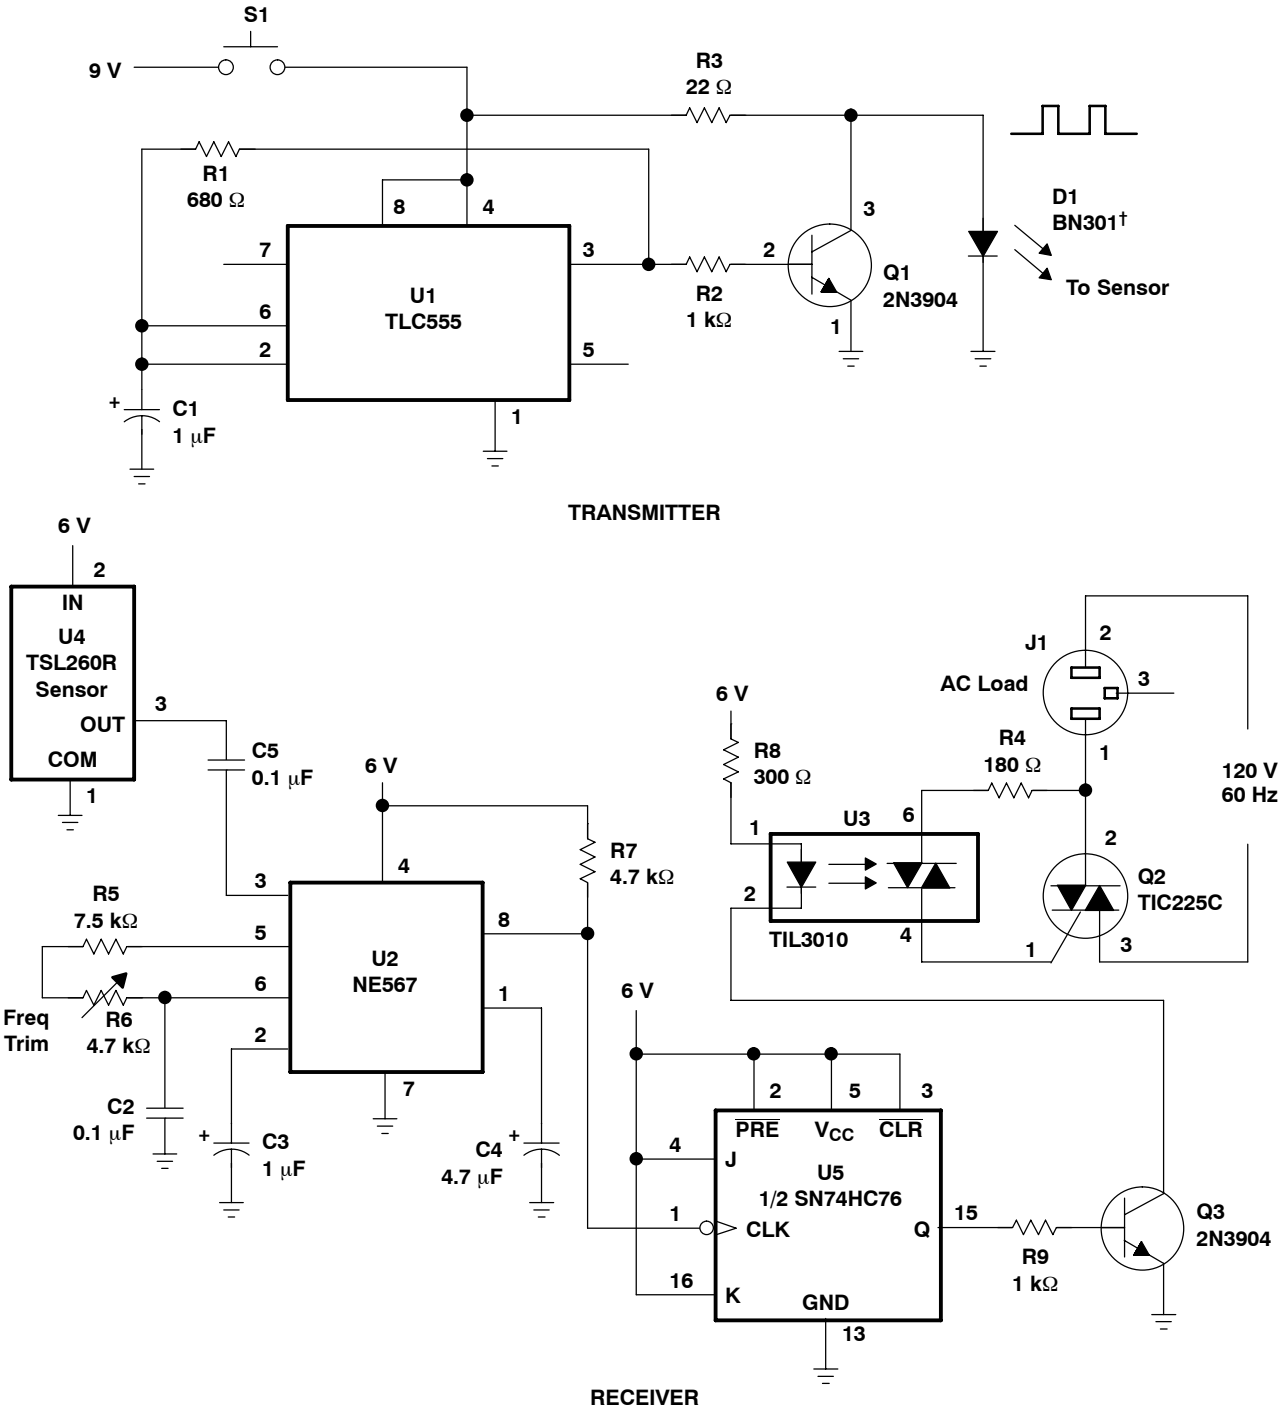 S1
9 V
R3
22 Ω
R1
680 Ω
8
4
D1
BN301†
3
7
3
2
U1
TLC555
R2
1 kΩ
Q1
2N3904
To Sensor
6
1
2
5
+
C1
1 μF
1
TRANSMITTER
6 V
2
IN
U4
TSL260R
Sensor
3
OUT
COM
1
C5
0.1 μF
6 V
4
R7
4.7 kΩ
3
R5
7.5 kΩ
5
8
U2
NE567
6
1
Freq
Trim
R6
4.7 kΩ
2
7
C2
0.1 μF
+
C3
1 μF
C4
4.7 μF
+
J1
2
AC Load
3
6 V
R8
300 Ω
R4
180 Ω
1
120 V
60 Hz
U3
6
1
2
2
Q2
TIC225C
TIL3010
4
1
3
6 V
2
5
3
PRE
VCC
CLR
4
J
U5
1/2 SN74HC76
1
CLK
Q
15
Q3
2N3904
R9
1 kΩ
16
K
GND
13
RECEIVER